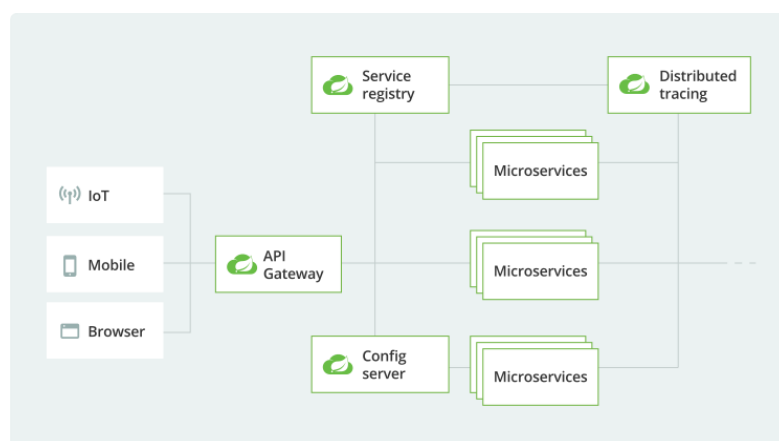 Service
registry
Distributed
tracing
Microservices
IoT
Mobile
API
Gateway
Microservices
Browser
Config
server
Microservices